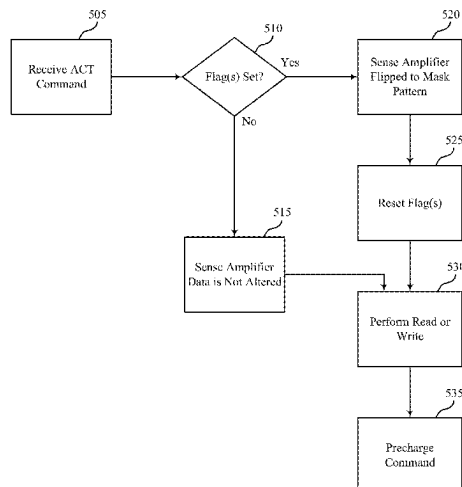 505
Receive ACT
Command
510
Flag(s) Set?
Yes
No
520
Sense Amplifier
Flipped to Mask
Pattern
525
Reset Flag(s)
515
Sense Amplifier
Data is Not Altered
530
Perform Read or
Write
535
Precharge
Command